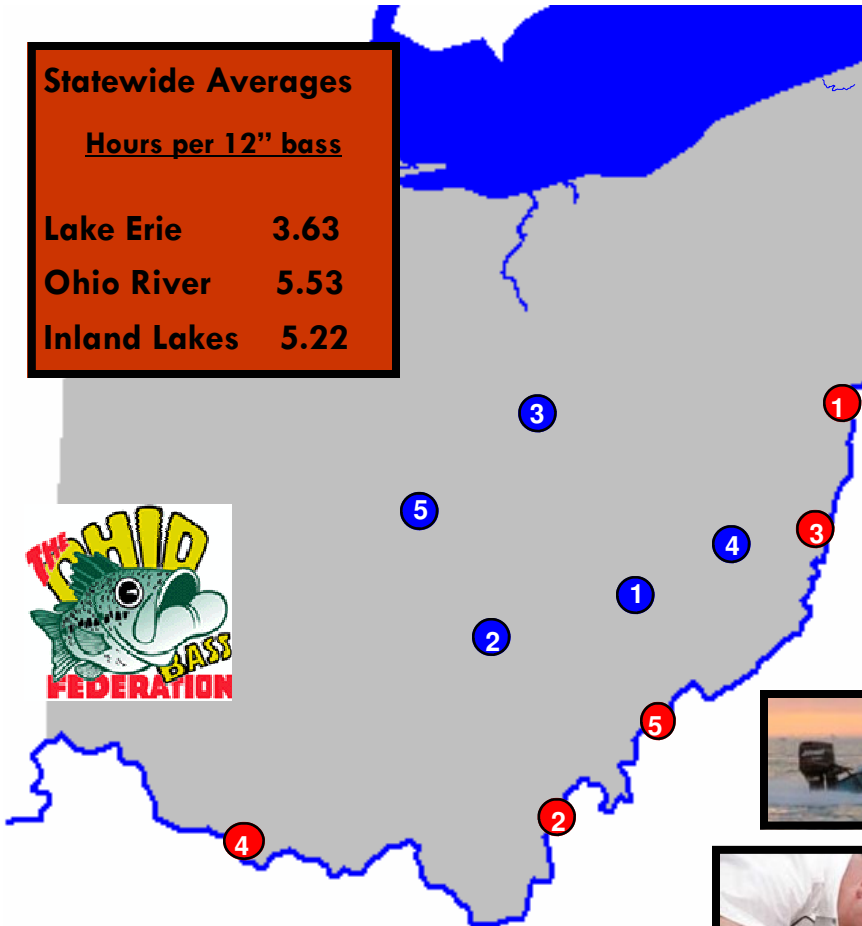 Statewide Averages
Hours per 12” bass
Lake Erie 3.63
Ohio River 5.53
Inland Lakes 5.22
3
1
5
3
4
1
2
THE
OHIO
BASS
FEDERATION
5
2
4